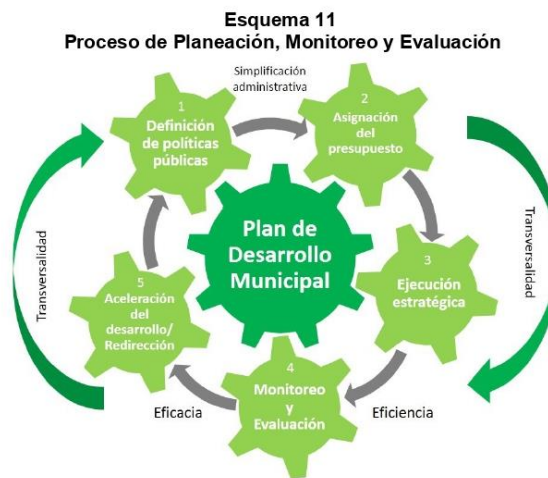 Esquema 11
Proceso de Planeación, Monitoreo y Evaluación
Simplificación
administrativa
1
Definición
de políticas
públicas
2
Asignación
del
presupuesto
Transversalidad
Transversalidad
Plan de
Desarrollo
Municipal
3
Ejecución
estratégica
5
Aceleración
del
desarrollo/
Redirección
4
Monitoreo
y
Evaluación
Eficacia
Eficiencia